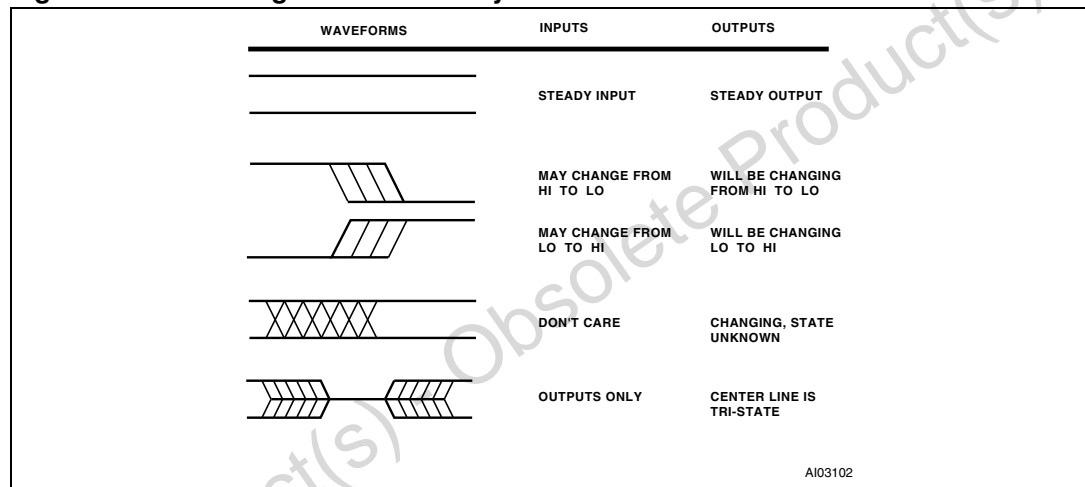 WAVEFORMS INPUTS OUTPUTS
STEADY INPUT STEADY OUTPUT
MAY CHANGE FROM WILL BE CHANGING
HI TO LO FROM HI TO LO
MAY CHANGE FROM WILL BE CHANGING
LO TO HI LO TO HI
DON'T CARE CHANGING, STATE
UNKNOWN
OUTPUTS ONLY CENTER LINE IS
TRI-STATE
AI03102
Obsolete Product(s)